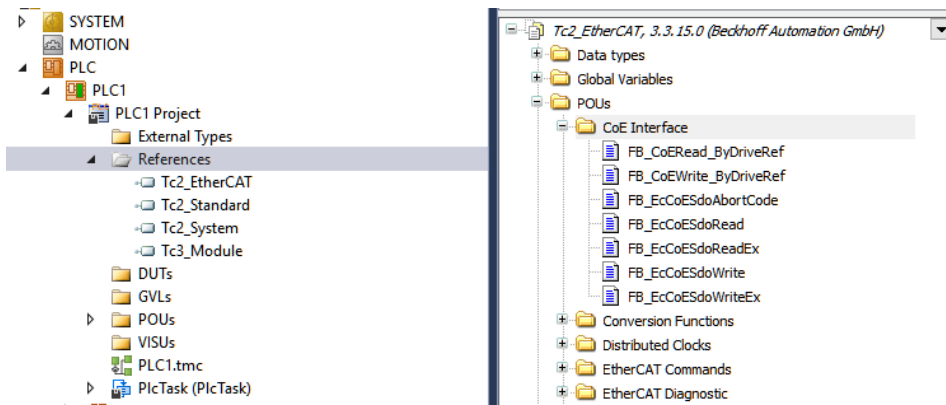 SYSTEM
MOTION
PLC
PLC1
PLC1 Project
External Types
References
Tc2_EtherCAT
Tc2_Standard
Tc2_System
Tc3_Module
DUTs
GVLs
POUs
VISUs
PLC1.tmc
PlcTask (PlcTask)
Tc2_EtherCAT, 3.3.15.0 (Beckhoff Automation GmbH)
Data types
Global Variables
POUs
CoE Interface
FB_CoERead_ByDriveRef
FB_CoEWrite_ByDriveRef
FB_EcCoESdoAbortCode
FB_EcCoESdoRead
FB_EcCoESdoReadEx
FB_EcCoESdoWrite
FB_EcCoESdoWriteEx
Conversion Functions
Distributed Clocks
EtherCAT Commands
EtherCAT Diagnostic